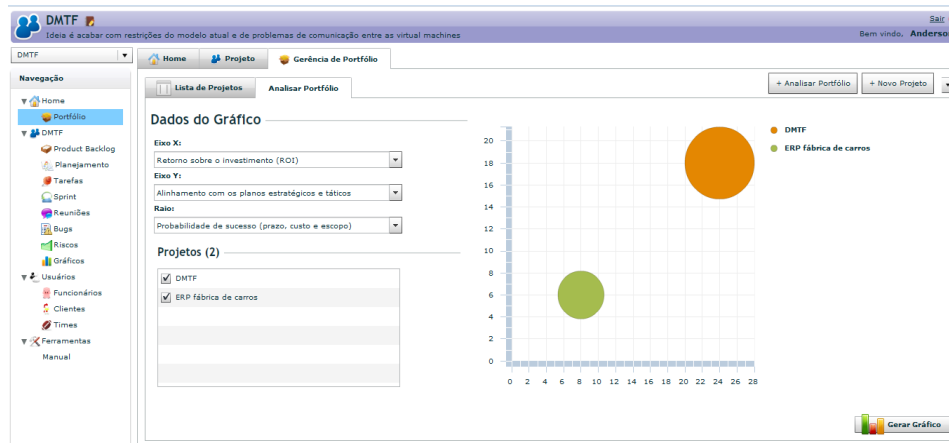 DMTF
Sair
Ideia é acabar com restrições do modelo atual e de problemas de comunicação entre as virtual machines
Bem vindo, Anderso
DMTF
Home
Projeto
Gerência de Portfólio
Navegação
Home
Portfólio
DMTF
Product Backlog
Planejamento
Tarefas
Sprint
Reuniões
Bugs
Riscos
Gráficos
Usuários
Funcionários
Clientes
Times
Ferramentas
Manual
Lista de Projetos
Analisar Portfólio
+ Analisar Portfólio
+ Novo Projeto
Dados do Gráfico
Eixo X:
Retorno sobre o investimento (ROI)
Eixo Y:
Alinhamento com os planos estratégicos e táticos
Raio:
Probabilidade de sucesso (prazo, custo e escopo)
Projetos (2)
DMTF
ERP fábrica de carros
20
18
16
14
12
10
8
6
4
2
0
0 2 4 6 8 10 12 14 16 18 20 22 24 26 28
DMTF
ERP fábrica de carros
Gerar Gráfico